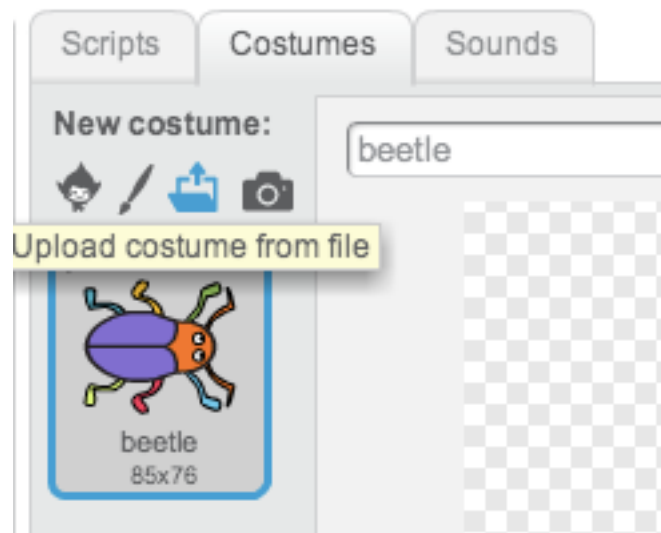 Scripts Costumes Sounds
New costume:
beetle
Upload costume from file
beetle
85x76